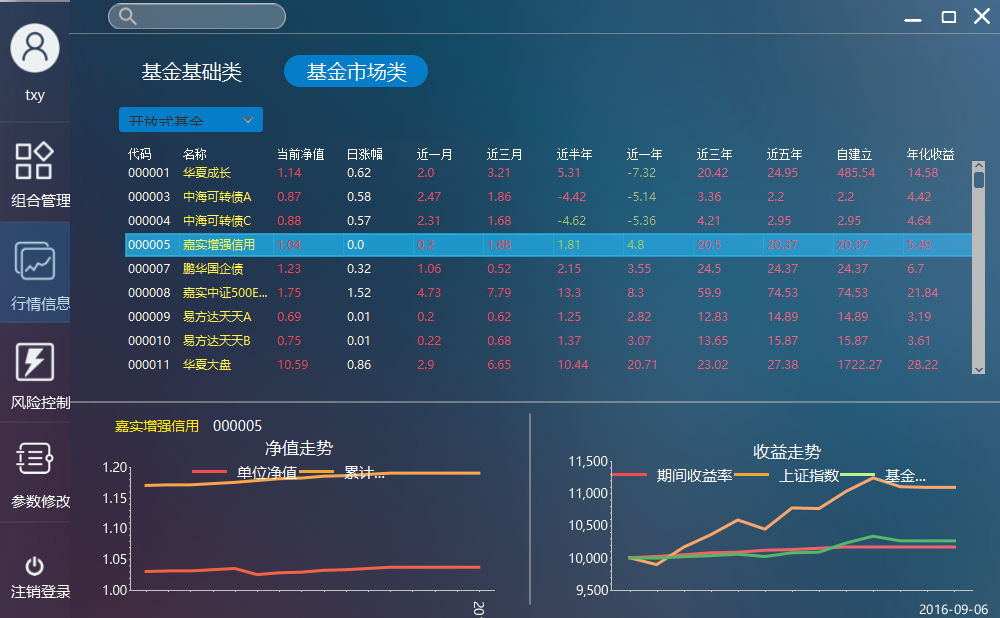 txy
组合管理
行情信息
风险控制
参数修改
注销登录
基金基础类 基金市场类
开放式基金
代码 名称 当前净值 日涨幅 近一月 近三月 近半年 近一年 近三年 近五年 自建立 年化收益
000001 华夏成长 1.14 0.62 2.0 3.21 5.31 -7.32 20.42 24.95 485.54 14.58
000003 中海可转债A 0.87 0.58 2.47 1.86 -4.42 -5.14 3.36 2.2 2.2 4.42
000004 中海可转债C 0.88 0.57 2.31 1.68 -4.62 -5.36 4.21 2.95 2.95 4.64
000005 嘉实增强信用 1.04 0.0 0.2 1.88 1.81 4.8 20.5 20.37 20.37 5.49
000007 鹏华国企债 1.23 0.32 1.06 0.52 2.15 3.55 24.5 24.37 24.37 6.7
000008 嘉实中证500E... 1.75 1.52 4.73 7.79 13.3 8.3 59.9 74.53 74.53 21.84
000009 易方达天天A 0.69 0.01 0.2 0.62 1.25 2.82 12.83 14.89 14.89 3.19
000010 易方达天天B 0.75 0.01 0.22 0.68 1.37 3.07 13.65 15.87 15.87 3.61
000011 华夏大盘 10.59 0.86 2.9 6.65 10.44 20.71 23.02 27.38 1722.27 28.22
嘉实增强信用 000005
净值走势
单位净值 累计...
1.20
1.15
1.10
1.05
1.00
20
收益走势
期间收益率 上证指数 基金...
11,500
11,000
10,500
10,000
9,500
2016-09-06